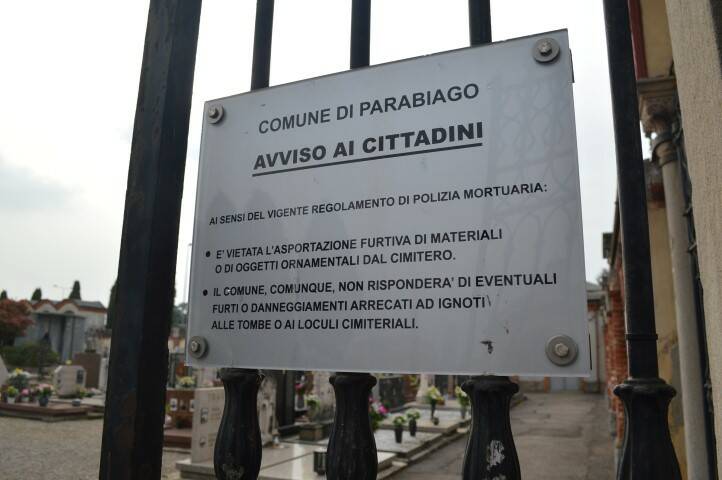 COMUNE DI PARABIAGO
AVVISO AI CITTADINI
AI SENSI DEL VIGENTE REGOLAMENTO DI POLIZIA MORTUARIA:
• E' VIETATA L'ASPORTAZIONE FURTIVA DI MATERIALI
O DI OGGETTI ORNAMENTALI DAL CIMITERO.
• IL COMUNE, COMUNQUE, NON RISPONDERA' DI EVENTUALI
FURTI O DANNEGGIAMENTI ARRECATI AD IGNOTI
ALLE TOMBE O AI LOCULI CIMITERIALI.